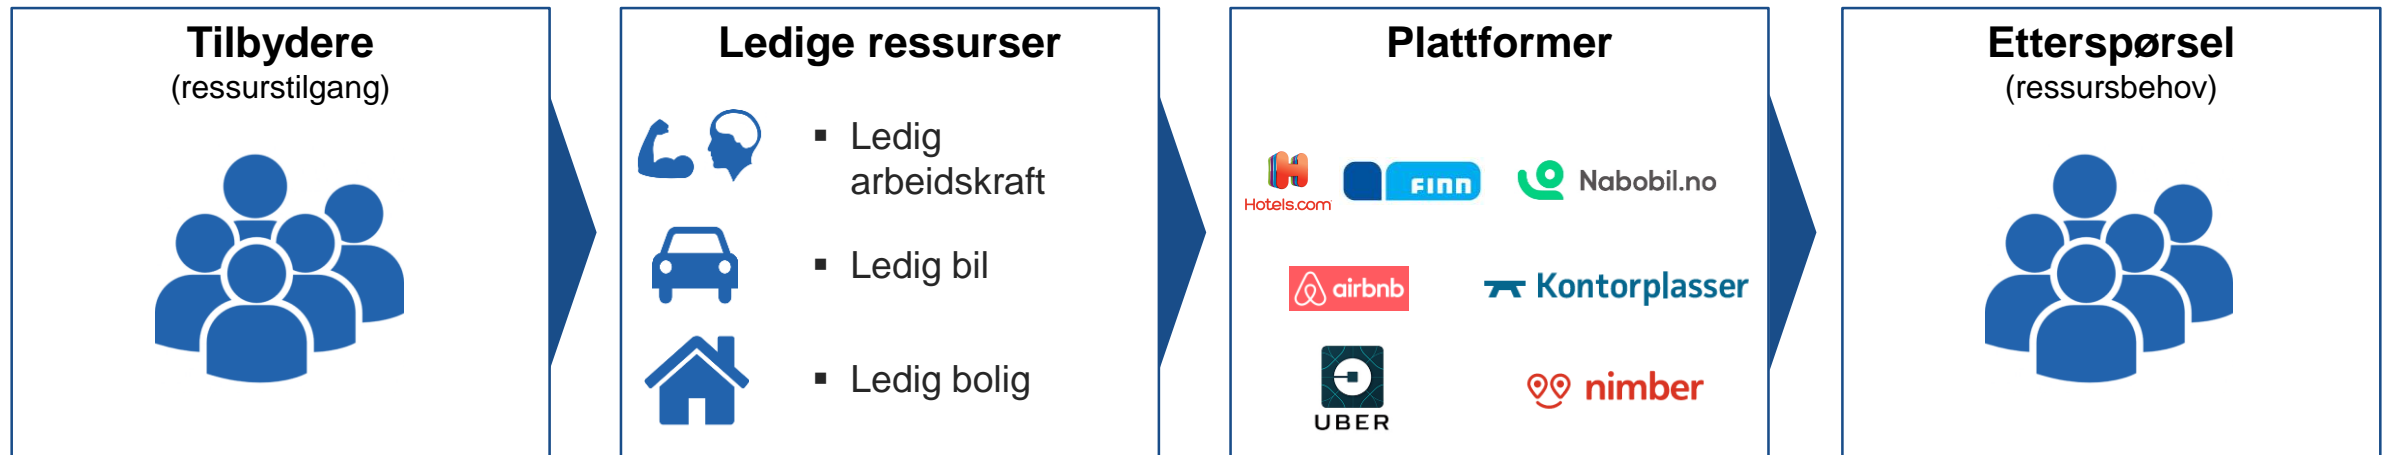 Tilbydere
(ressurstilgang)
Ledige ressurser
▪ Ledig
arbeidskraft
▪ Ledig bil
▪ Ledig bolig
Plattformer
Hotels.com
FINN
Nabobil.no
airbnb
Kontorplasser
UBER
nimber
Etterspørsel
(ressursbehov)